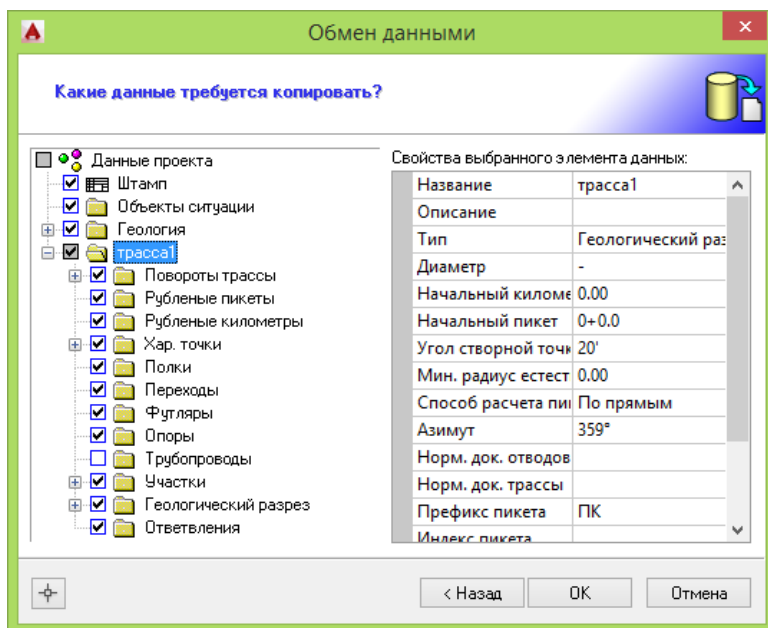 Обмен данными
Какие данные требуется копировать?
Данные проекта
Штамп
Объекты ситуации
Геология
трасса1
Повороты трассы
Рубленые пикеты
Рубленые километры
Хар. точки
Полки
Переходы
Футляры
Опоры
Трубопроводы
Участки
Геологический разрез
Ответвления
Свойства выбранного элемента данных:
Название трасса1
Описание
Тип Геологический раз
Диаметр -
Начальный киломе 0.00
Начальный пикет 0+0.0
Угол створной точк 20'
Мин. радиус естест 0.00
Способ расчета пи По прямым
Азимут 359°
Норм. док. отводов
Норм. док. трассы
Префикс пикета ПК
Индекс пикета
< Назад OK Отмена